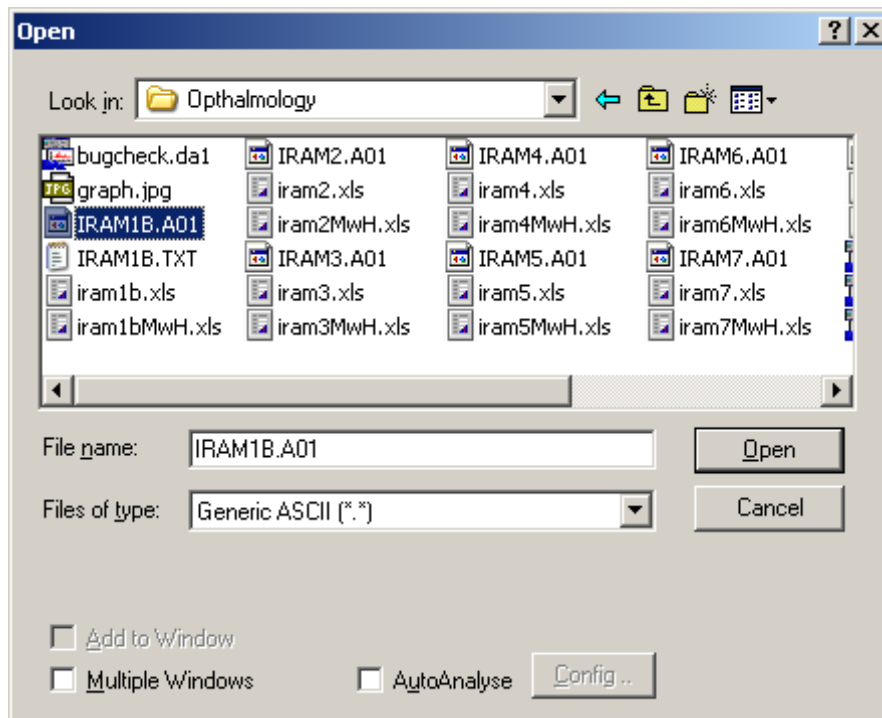 Open
Look in: Opthalmology
bugcheck.da1 IRAM2.A01 IRAM4.A01 IRAM6.A01
graph.jpg iram2.xls iram4.xls iram6.xls
IRAM1B.A01 iram2MwH.xls iram4MwH.xls iram6MwH.xls
IRAM1B.TXT IRAM3.A01 IRAM5.A01 IRAM7.A01
iram1b.xls iram3.xls iram5.xls iram7.xls
iram1bMwH.xls iram3MwH.xls iram5MwH.xls iram7MwH.xls
File name: IRAM1B.A01 Open
Files of type: Generic ASCII (*.*) Cancel
Add to Window
Multiple Windows AutoAnalyse Config ..